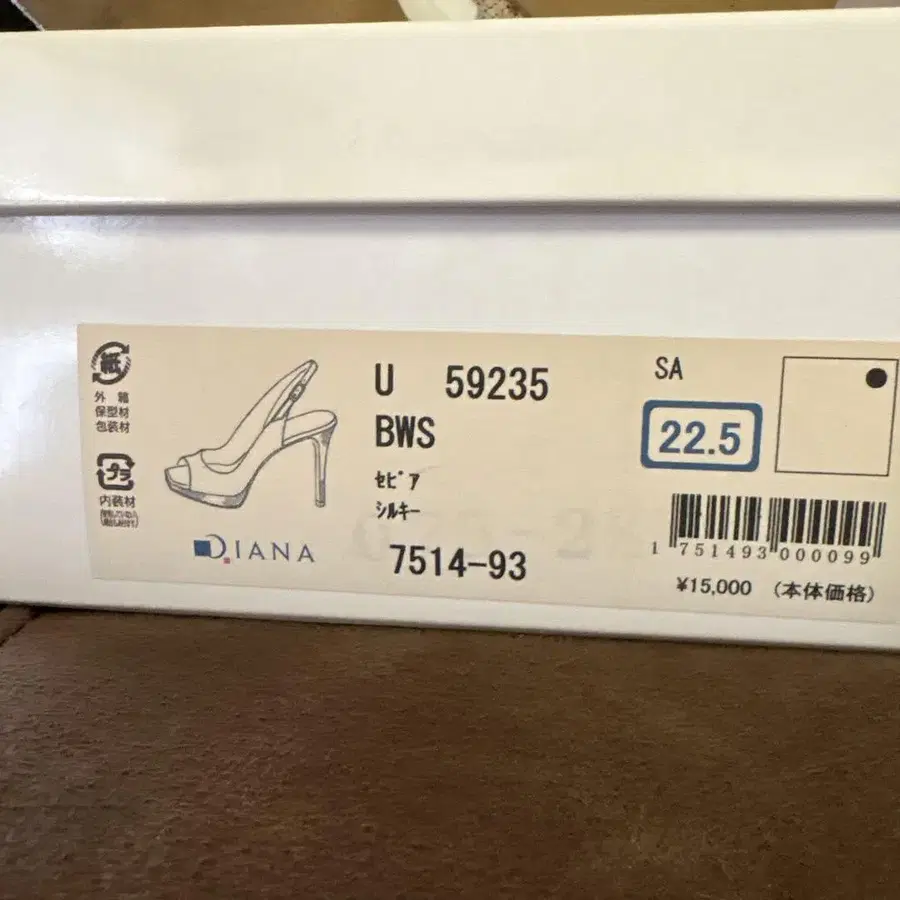 紙
外 箱
保型材
包装材
プラ
内装材
DIANA
U 59235
BWS
セピア
シルキー
7514-93
SA
22.5
1 751493 000099
¥15,000 (本体価格)